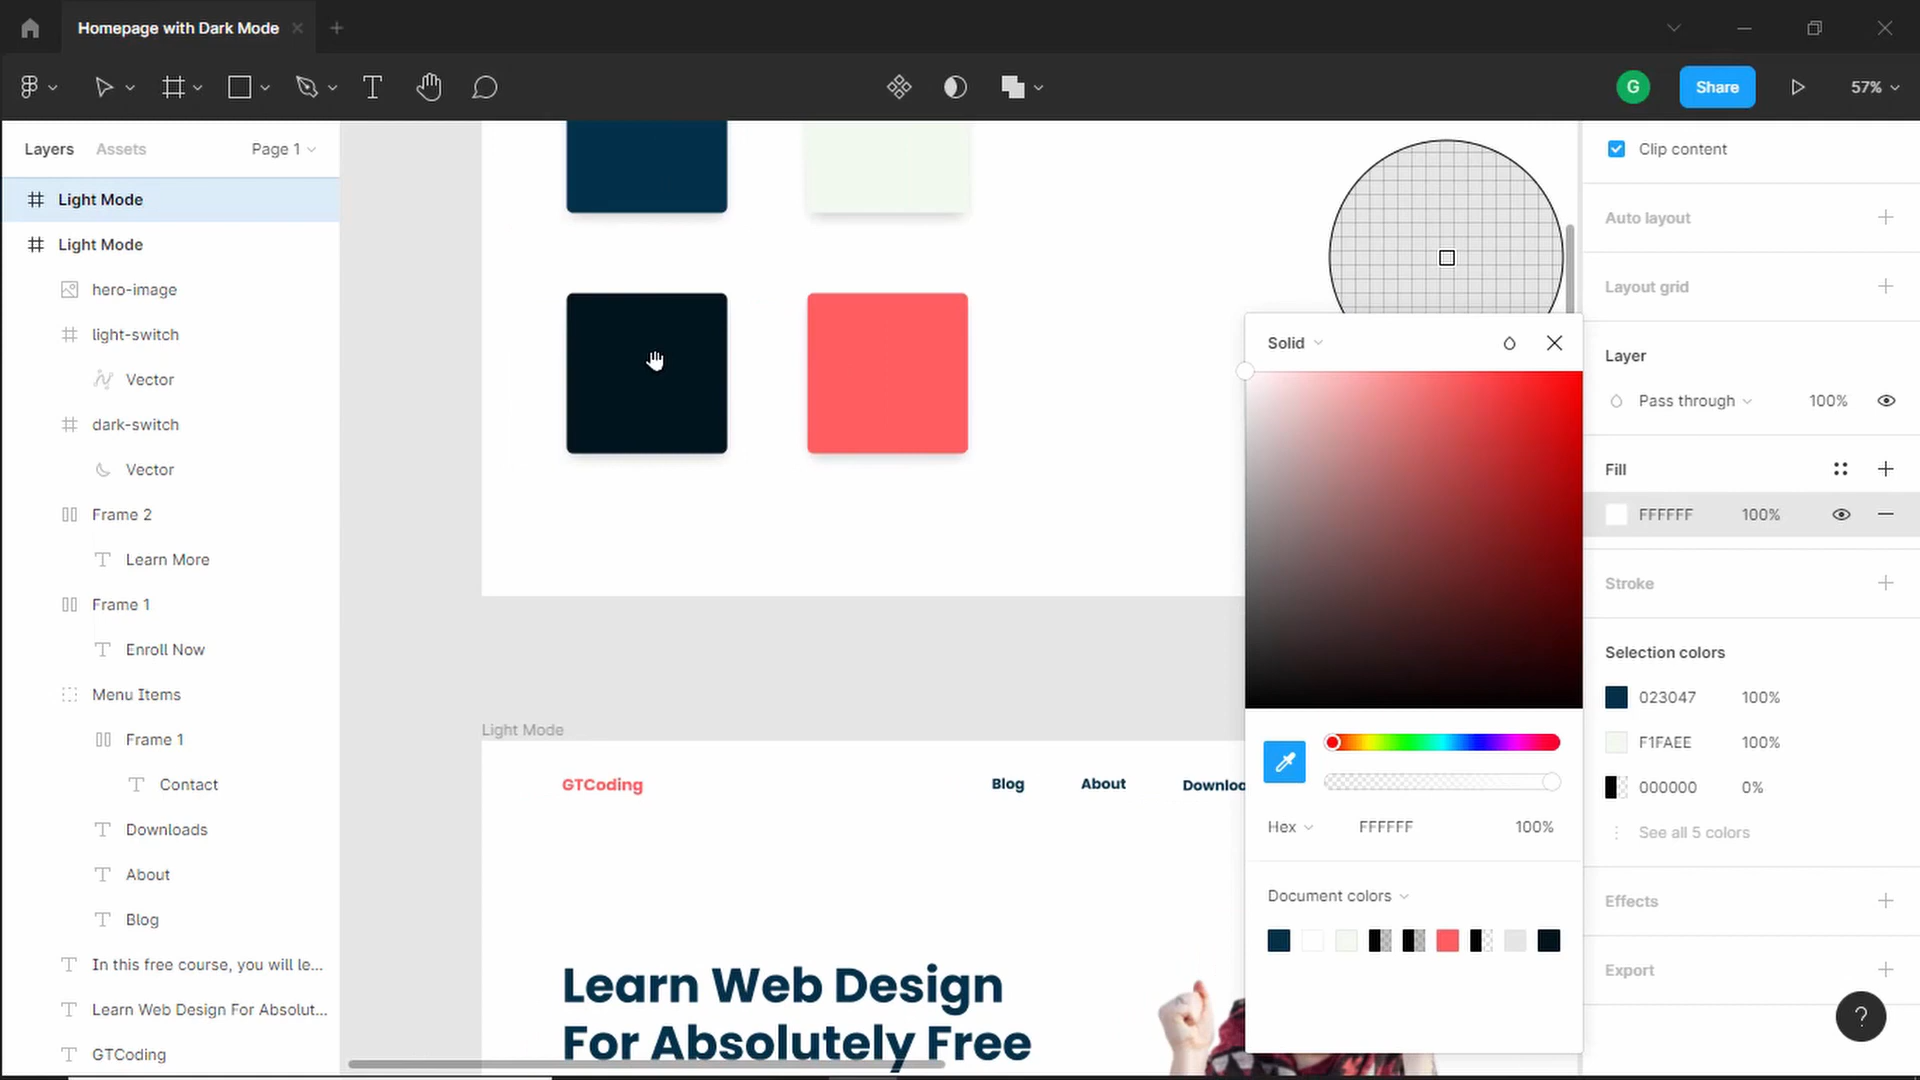 Homepage with Dark Mode
G
Share
57%
Layers
Assets
Page 1
Light Mode
Light Mode
hero-image
light-switch
Vector
dark-switch
Vector
Frame 2
Learn More
Frame 1
Enroll Now
Menu Items
Frame 1
Contact
Downloads
About
Blog
In this free course, you will le...
Learn Web Design For Absolut...
GTCoding
Light Mode
GTCoding
Blog
About
Downloa
Learn Web Design
For Absolutely Free
Solid
Hex
FFFFFF
100%
Document colors
Clip content
Auto layout
Layout grid
Layer
Pass through
100%
Fill
FFFFFF
100%
Stroke
Selection colors
023047
100%
F1FAEE
100%
000000
0%
See all 5 colors
Effects
Export
?